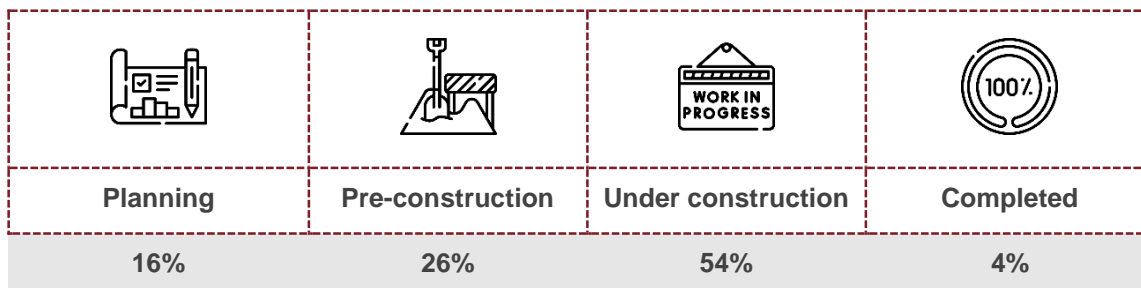 WORK IN
PROGRESS
100%
Planning
Pre-construction
Under construction
Completed
16%
26%
54%
4%